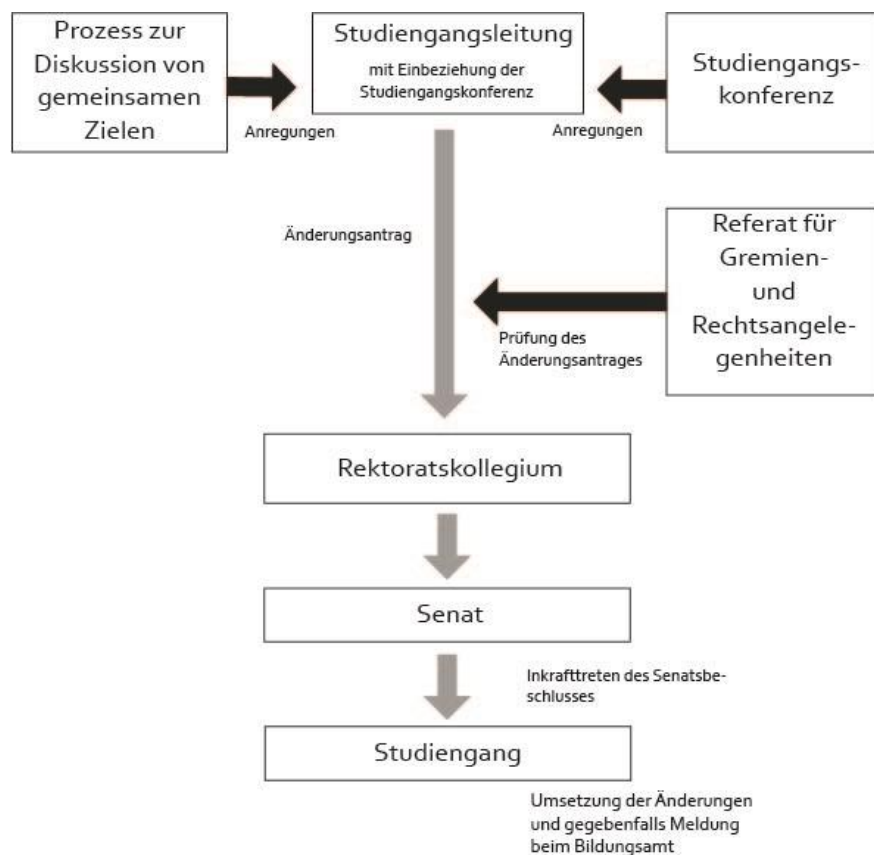 Prozess zur
Diskussion von
gemeinsamen
Zielen
Anregungen
Studiengangsleitung
mit Einbeziehung der
Studiengangskonferenz
Studiengangs-
konferenz
Anregungen
Änderungsantrag
Referat für
Gremien-
und
Rechtsangele-
genheiten
Prüfung des
Änderungsantrages
Rektoratskollegium
Senat
Inkrafttreten des Senatsbe-
schlusses
Studiengang
Umsetzung der Änderungen
und gegebenfalls Meldung
beim Bildungsamt